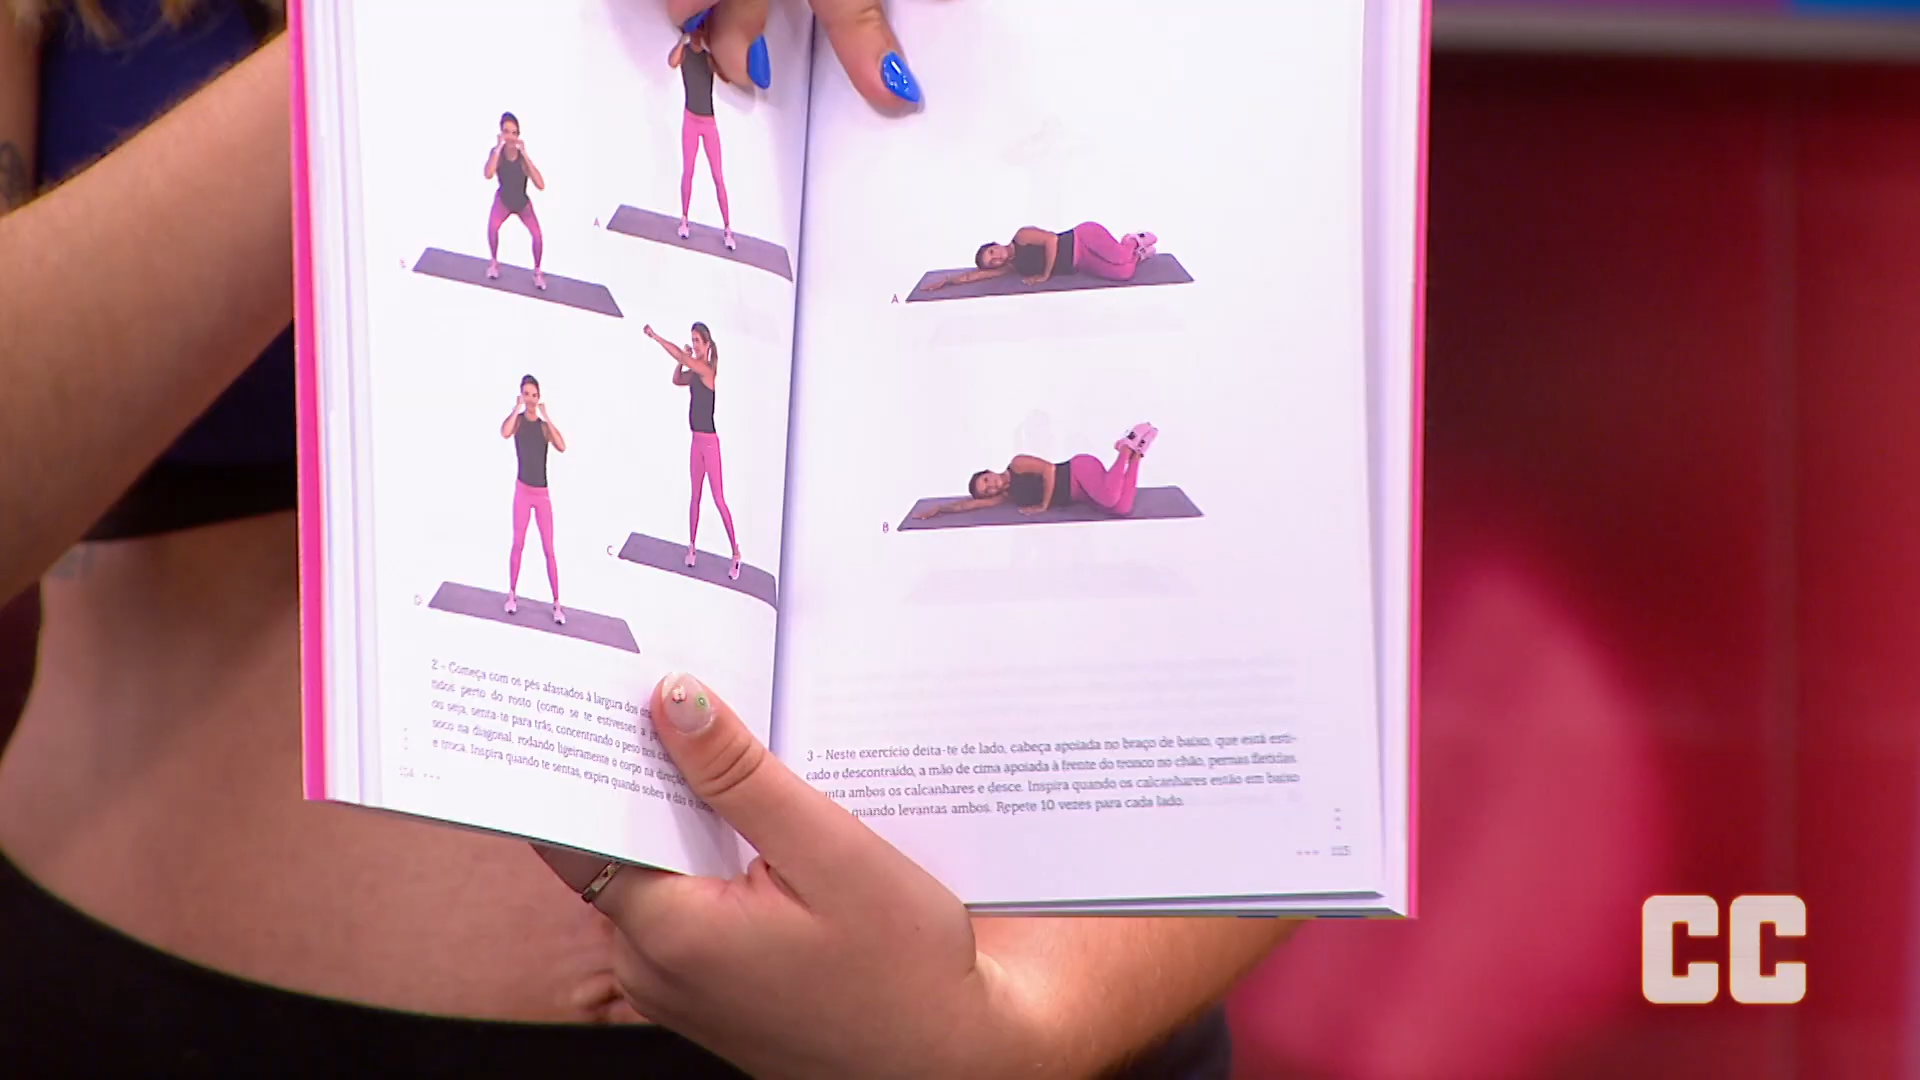 A
B
C
D
2 - Começa com os pés afastados à largura dos
tidos perto do rosto (como se te estivesses a
ou seja, senta-te para trás, concentrando o peso nos
soco na diagonal, rodando ligeiramente o corpo na direção
e troca. Inspira quando te sentas, expira quando sobes e dás o
A
B
3 - Neste exercício deita-te de lado, cabeça apoiada no braço de baixo, que está esti-
cado e descontraído, a mão de cima apoiada à frente do tronco no chão, pernas fletidas.
ambos os calcanhares e desce. Inspira quando os calcanhares estão em baixo
quando levantas ambos. Repete 10 vezes para cada lado.
CC